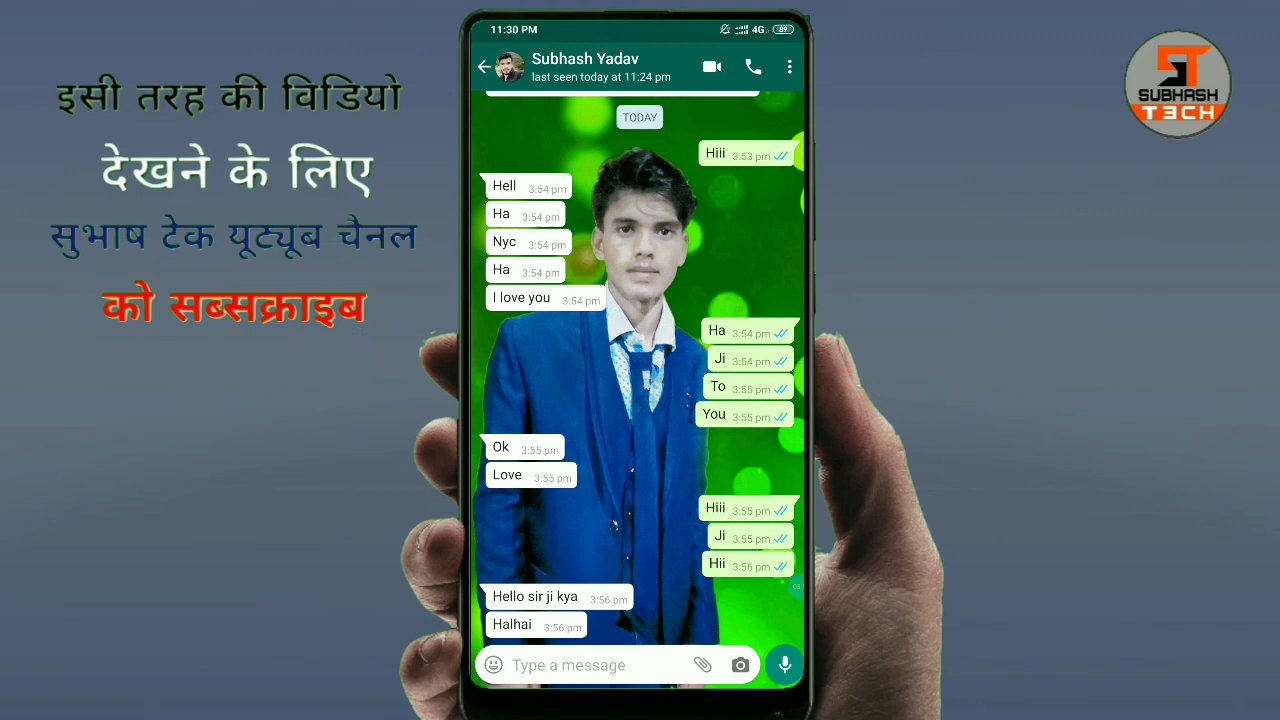 इसी तरह की विडियो
देखने के लिए
सुभाष टेक यूट्यूब चैनल
को सब्सक्राइब
11:30 PM
4G
89
Subhash Yadav
last seen today at 11:24 pm
TODAY
Hiii 3:53 pm
Hell 3:54 pm
Ha 3:54 pm
Nyc 3:54 pm
Ha 3:54 pm
I love you 3:54 pm
Ha 3:54 pm
Ji 3:54 pm
To 3:55 pm
You 3:55 pm
Ok 3:55 pm
Love 3:55 pm
Hiii 3:55 pm
Ji 3:55 pm
Hii 3:56 pm
Hello sir ji kya 3:56 pm
Halhai 3:56 pm
Type a message
ST
SUBHASH
TECH